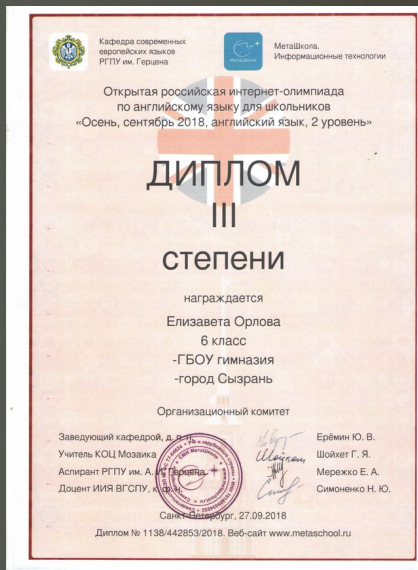 Кафедра современных
европейских языков
РГПУ им. Герцена
МетаШкола
МетаШкола.
Информационные технологии
Открытая российская интернет-олимпиада
по английскому языку для школьников
«Осень, сентябрь 2018, английский язык, 2 уровень»
ДИПЛОМ
III
степени
награждается
Елизавета Орлова
6 класс
-ГБОУ гимназия
-город Сызрань
Организационный комитет
Заведующий кафедрой, д. п. н. Ерёмин Ю. В.
Учитель КОЦ Мозаика Шойхет Г. Я.
Аспирант РГПУ им. А. И. Герцена Мережко Е. А.
Доцент ИИЯ ВГСПУ, к. ф. н. Симоненко Н. Ю.
Санкт-Петербург, 27.09.2018
Диплом № 1138/442853/2018. Веб-сайт www.metaschool.ru